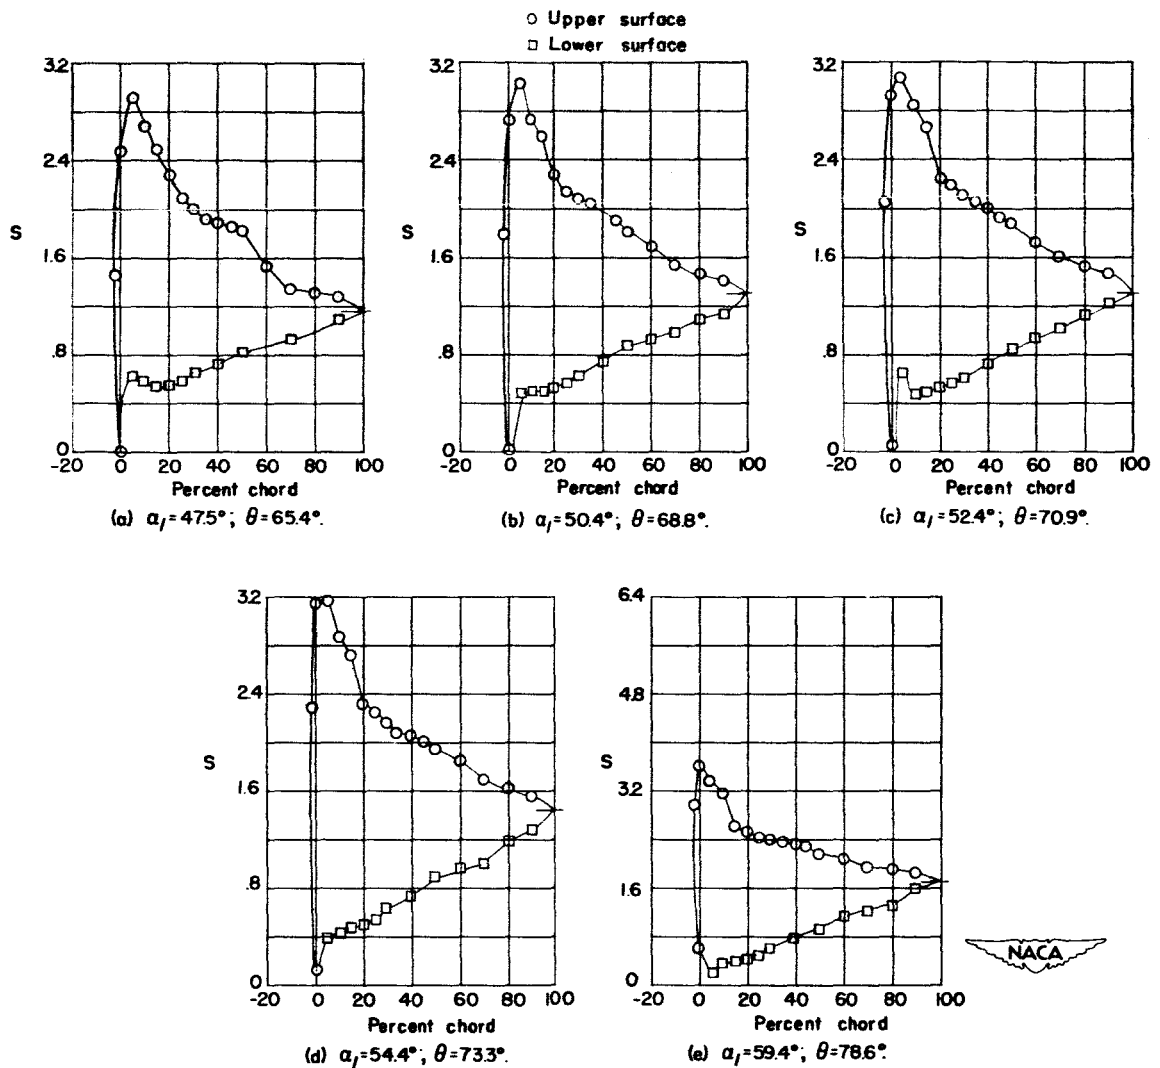 ○ Upper surface
□ Lower surface
3.2
2.4
S
1.6
.8
0
-20 0 20 40 60 80 100
Percent chord
(a) α₁=47.5°; θ=65.4°.
3.2
2.4
S
1.6
.8
0
-20 0 20 40 60 80 100
Percent chord
(b) α₁=50.4°; θ=68.8°.
3.2
2.4
S
1.6
.8
0
-20 0 20 40 60 80 100
Percent chord
(c) α₁=52.4°; θ=70.9°.
3.2
2.4
S
1.6
.8
0
-20 0 20 40 60 80 100
Percent chord
(d) α₁=54.4°; θ=73.3°.
6.4
4.8
S
3.2
1.6
0
-20 0 20 40 60 80 100
Percent chord
(e) α₁=59.4°; θ=78.6°.
NACA